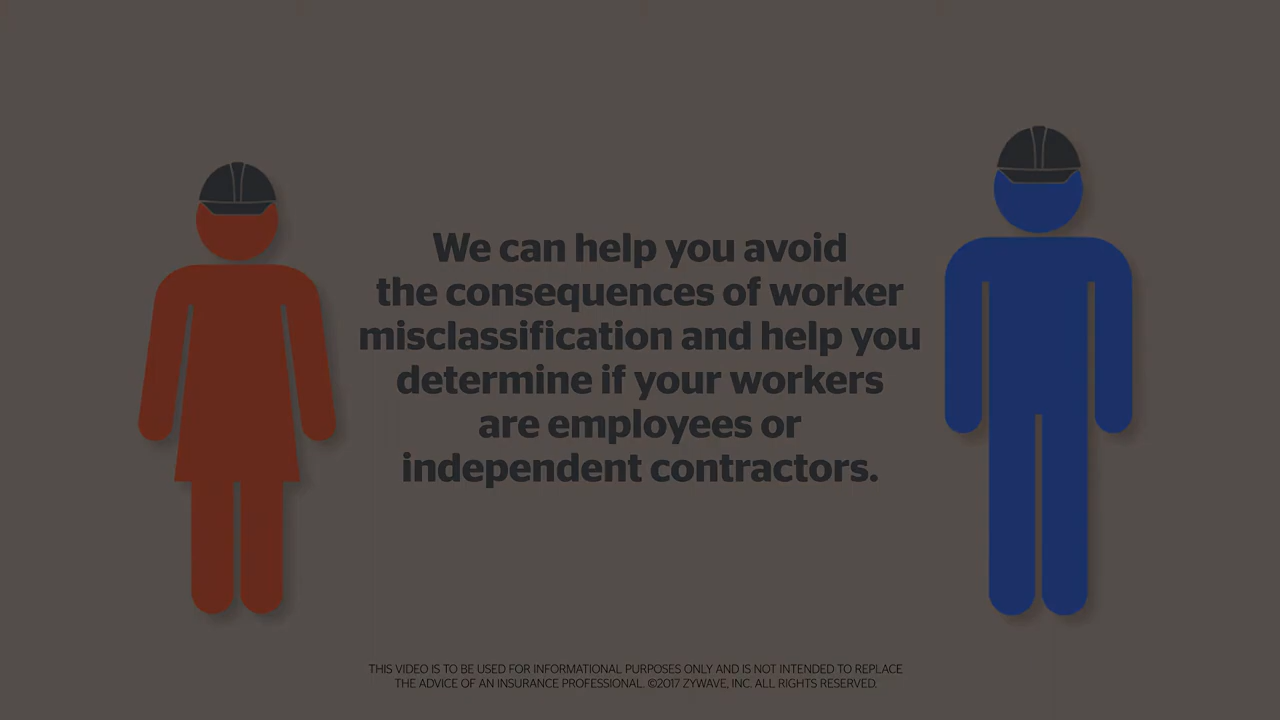 We can help you avoid
the consequences of worker
misclassification and help you
determine if your workers
are employees or
independent contractors.
THIS VIDEO IS TO BE USED FOR INFORMATIONAL PURPOSES ONLY AND IS NOT INTENDED TO REPLACE
THE ADVICE OF AN INSURANCE PROFESSIONAL. ©2017 ZYWAVE, INC. ALL RIGHTS RESERVED.